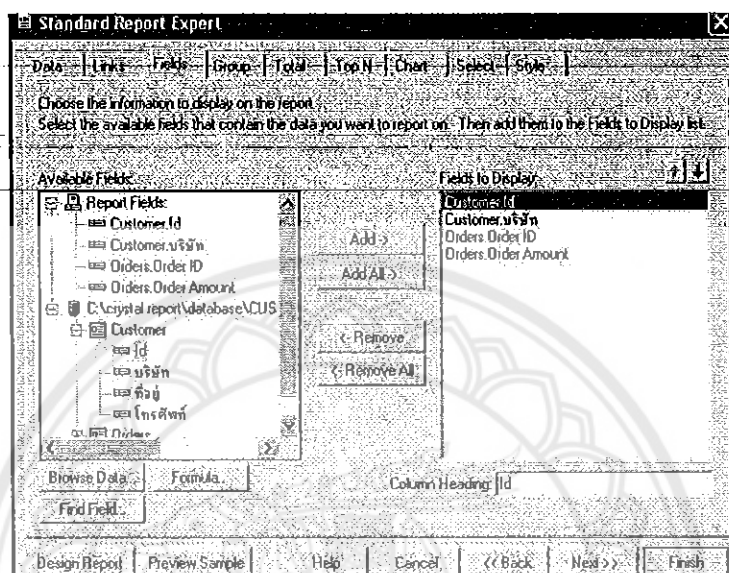 Standard Report Expert
Data Links Fields Group Total Top N Chart Select Style
Choose the information to display on the report.
Select the available fields that contain the data you want to report on. Then add them to the Fields to Display list.
Available Fields:
Fields to Display:
Report Fields:
Customer.Id
Customer.บริษัท
Orders.Order ID
Orders.Order Amount
C:\crystal report\database\CUS
Customer
Id
บริษัท
ที่อยู่
โทรศัพท์
Orders
Add >
Add All >
<- Remove
<- Remove All
Customer.Id
Customer.บริษัท
Orders.Order ID
Orders.Order Amount
Browse Data... Formula...
Find Field...
Column Heading: Id
Design Report Preview Sample Help Cancel << Back Next >> Finish